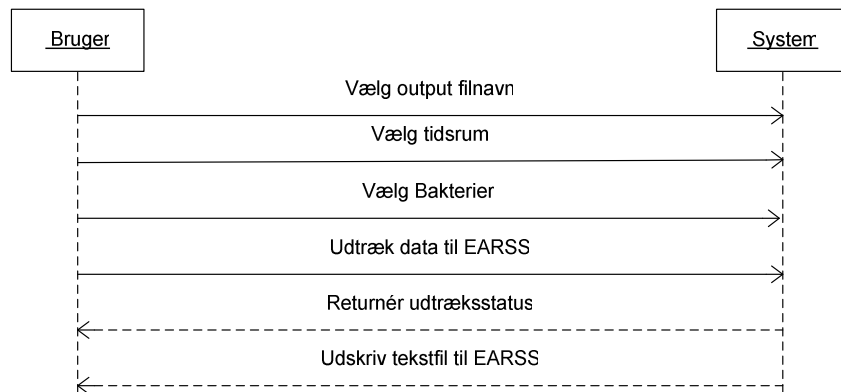 Bruger
System
Vælg output filnavn
Vælg tidsrum
Vælg Bakterier
Udtræk data til EARSS
Returnér udtræksstatus
Udskriv tekstfil til EARSS